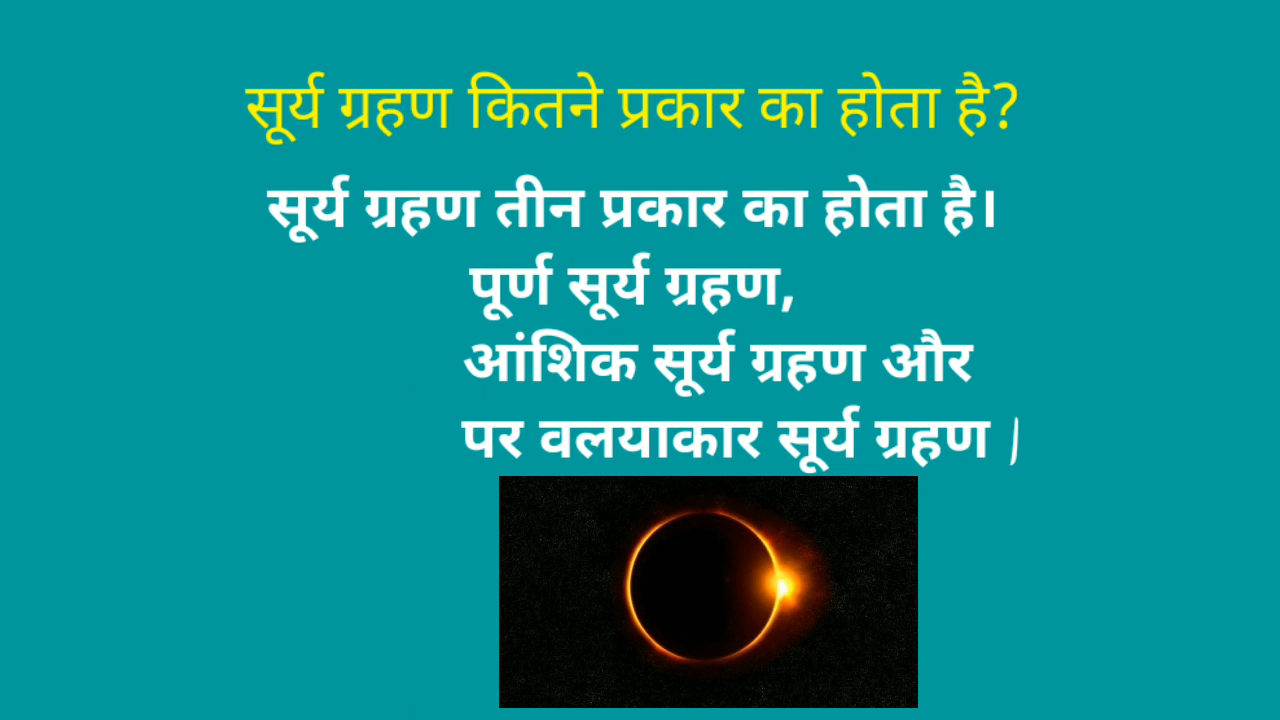 सूर्य ग्रहण कितने प्रकार का होता है?
सूर्य ग्रहण तीन प्रकार का होता है।
पूर्ण सूर्य ग्रहण,
आंशिक सूर्य ग्रहण और
पर वलयाकार सूर्य ग्रहण ।